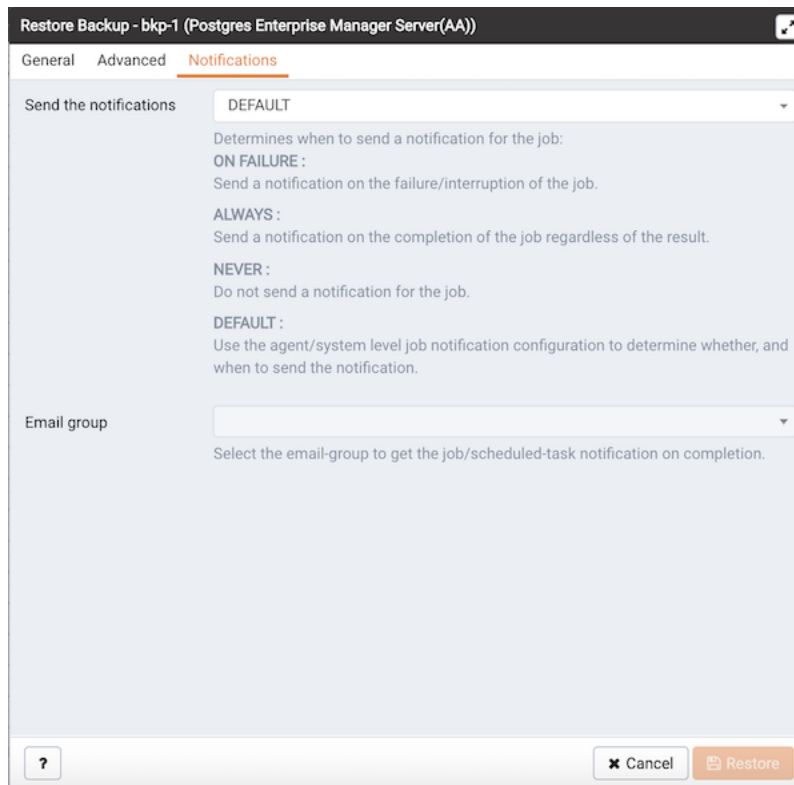 Restore Backup - bkp-1 (Postgres Enterprise Manager Server(AA))
General Advanced Notifications
Send the notifications DEFAULT
Determines when to send a notification for the job:
ON FAILURE :
Send a notification on the failure/interruption of the job.
ALWAYS :
Send a notification on the completion of the job regardless of the result.
NEVER :
Do not send a notification for the job.
DEFAULT :
Use the agent/system level job notification configuration to determine whether, and
when to send the notification.
Email group
Select the email-group to get the job/scheduled-task notification on completion.
? Cancel Restore